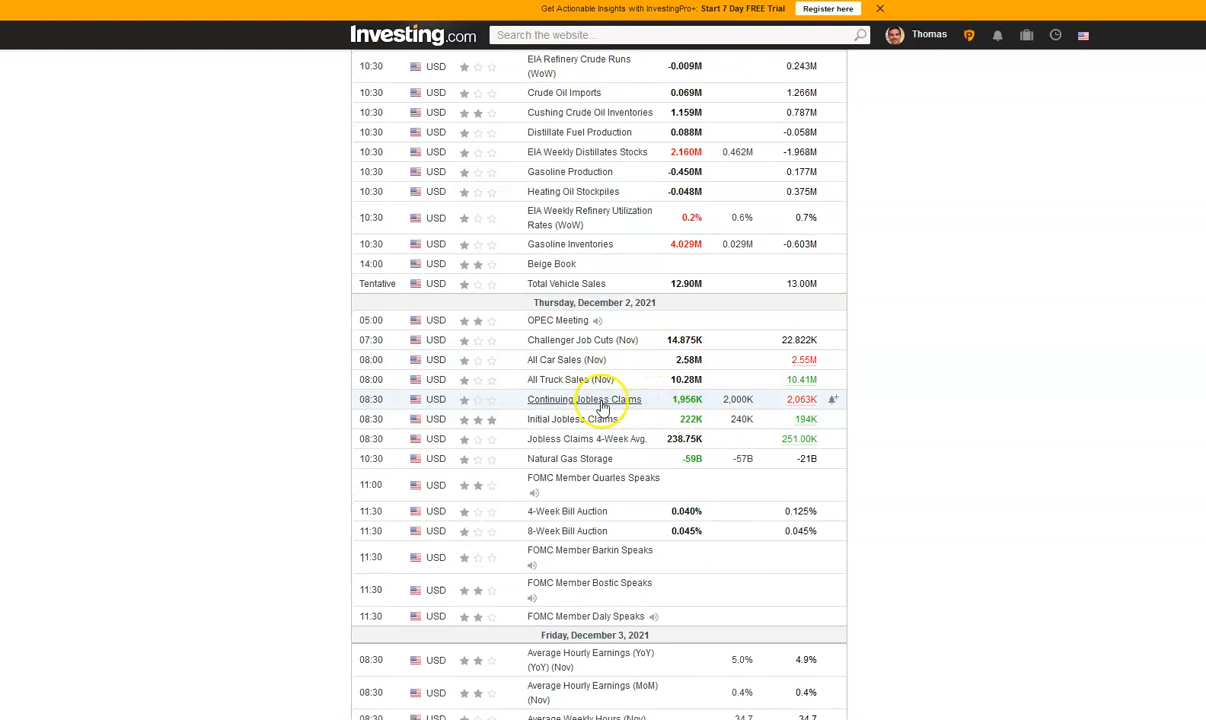 Get Actionable Insights with InvestingPro+: Start 7 Day FREE Trial Register here
Investing.com Search the website... Thomas
10:30 USD EIA Refinery Crude Runs (WoW) -0.009M 0.243M
10:30 USD Crude Oil Imports 0.069M 1.266M
10:30 USD Cushing Crude Oil Inventories 1.159M 0.787M
10:30 USD Distillate Fuel Production 0.088M -0.058M
10:30 USD EIA Weekly Distillates Stocks 2.160M 0.462M -1.968M
10:30 USD Gasoline Production -0.450M 0.177M
10:30 USD Heating Oil Stockpiles -0.048M 0.375M
10:30 USD EIA Weekly Refinery Utilization Rates (WoW) 0.2% 0.6% 0.7%
10:30 USD Gasoline Inventories 4.029M 0.029M -0.603M
14:00 USD Beige Book
Tentative USD Total Vehicle Sales 12.90M 13.00M
Thursday, December 2, 2021
05:00 USD OPEC Meeting
07:30 USD Challenger Job Cuts (Nov) 14.875K 22.822K
08:00 USD All Car Sales (Nov) 2.58M 2.55M
08:00 USD All Truck Sales (Nov) 10.28M 10.41M
08:30 USD Continuing Jobless Claims 1,956K 2,000K 2,063K
08:30 USD Initial Jobless Claims 222K 240K 194K
08:30 USD Jobless Claims 4-Week Avg. 238.75K 251.00K
10:30 USD Natural Gas Storage -59B -57B -21B
11:00 USD FOMC Member Quarles Speaks
11:30 USD 4-Week Bill Auction 0.040% 0.125%
11:30 USD 8-Week Bill Auction 0.045% 0.045%
11:30 USD FOMC Member Barkin Speaks
11:30 USD FOMC Member Bostic Speaks
11:30 USD FOMC Member Daly Speaks
Friday, December 3, 2021
08:30 USD Average Hourly Earnings (YoY) (YoY) (Nov) 5.0% 4.9%
08:30 USD Average Hourly Earnings (MoM) (Nov) 0.4% 0.4%
08:30 USD Average Weekly Hours (Nov) 34.7 34.7